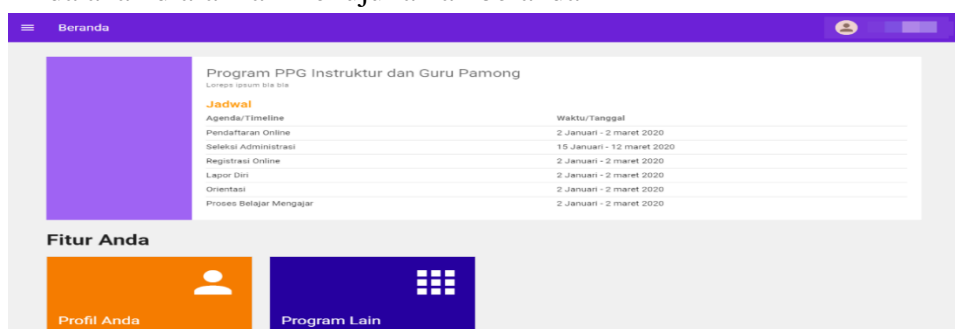 Beranda
Program PPG Instruktur dan Guru Pamong
Loreps ipsum bla bla
Jadwal
Agenda/Timeline Waktu/Tanggal
Pendaftaran Online 2 Januari - 2 maret 2020
Seleksi Administrasi 15 Januari - 12 maret 2020
Registrasi Online 2 Januari - 2 maret 2020
Lapor Diri 2 Januari - 2 maret 2020
Orientasi 2 Januari - 2 maret 2020
Proses Belajar Mengajar 2 Januari - 2 maret 2020
Fitur Anda
Profil Anda Program Lain